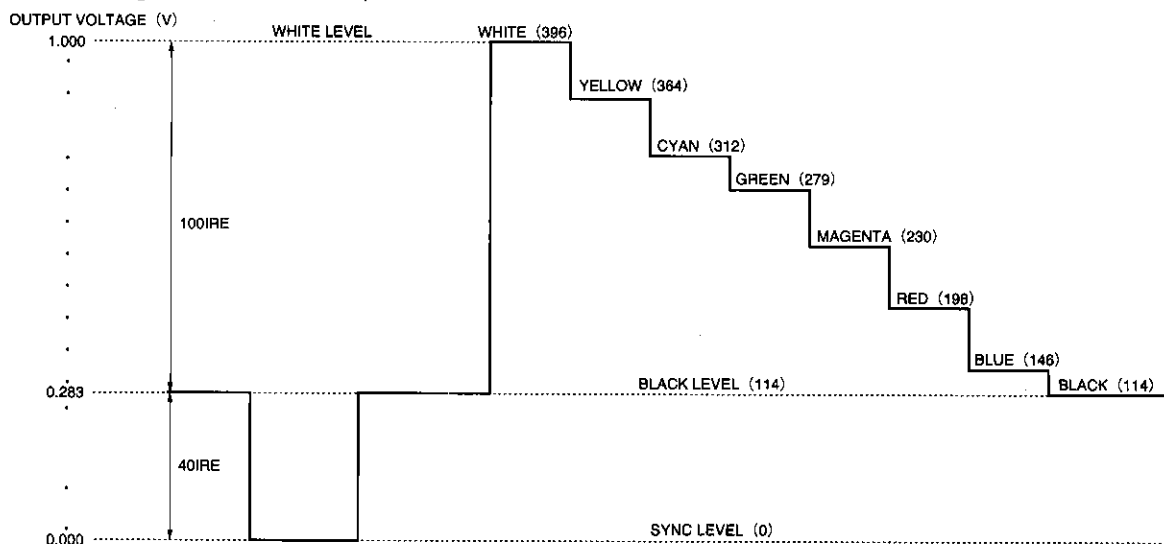 OUTPUT VOLTAGE (V)
1.000
WHITE LEVEL
WHITE (396)
YELLOW (364)
CYAN (312)
GREEN (279)
100IRE
MAGENTA (230)
RED (198)
BLUE (146)
0.283
BLACK LEVEL (114)
BLACK (114)
40IRE
0.000
SYNC LEVEL (0)